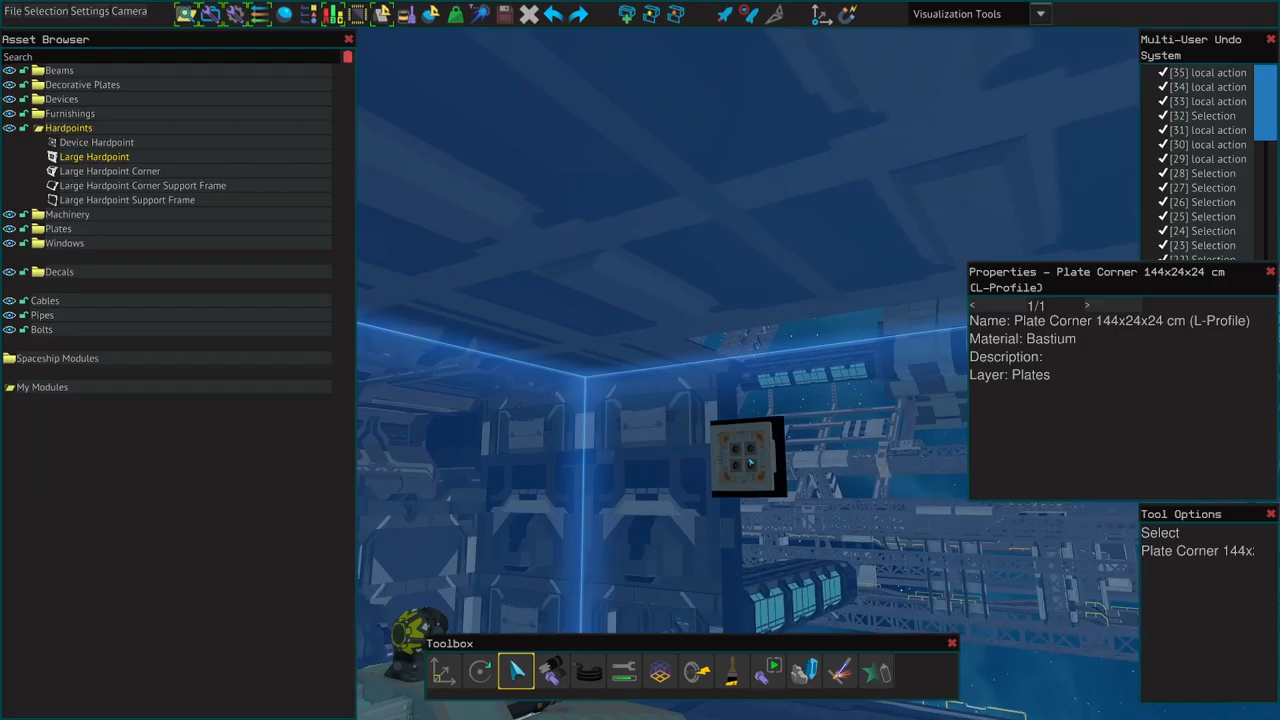 File Selection Settings Camera
Visualization Tools
Asset Browser
Search
Beams
Decorative Plates
Devices
Furnishings
Hardpoints
Device Hardpoint
Large Hardpoint
Large Hardpoint Corner
Large Hardpoint Corner Support Frame
Large Hardpoint Support Frame
Machinery
Plates
Windows
Decals
Cables
Pipes
Bolts
Spaceship Modules
My Modules
Multi-User Undo
System
[35] local action
[34] local action
[33] local action
[32] Selection
[31] local action
[30] local action
[29] local action
[28] Selection
[27] Selection
[26] Selection
[25] Selection
[24] Selection
[23] Selection
Properties - Plate Corner 144x24x24 cm
(L-Profile)
< 1/1 >
Name: Plate Corner 144x24x24 cm (L-Profile)
Material: Bastium
Description:
Layer: Plates
Tool Options
Select
Plate Corner 144x
Toolbox